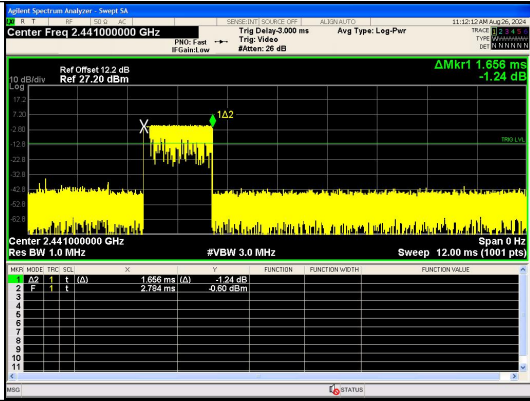 Agilent Spectrum Analyzer - Swept SA
R T RF 50 Ω AC SENSE:INT SOURCE OFF ALIGNAUTO 11:12:12 AM Aug 26, 2024
Center Freq 2.441000000 GHz Trig Delay-3.000 ms Avg Type: Log-Pwr TRACE 1 2 3 4 5 6
PNO: Fast Trig: Video TYPE
IFGain:Low #Atten: 26 dB DET N N N N N N
ΔMkr1 1.656 ms
Ref Offset 12.2 dB
10 dB/div Ref 27.20 dBm -1.24 dB
Log
17.2
7.20
1Δ2
-2.80
X
TRIG LVL
-12.8
-22.8
-32.8
-42.8
-52.8
-62.8
Center 2.441000000 GHz Span 0 Hz
Res BW 1.0 MHz #VBW 3.0 MHz Sweep 12.00 ms (1001 pts)
MKR MODE TRC SCL X Y FUNCTION FUNCTION WIDTH FUNCTION VALUE
1 Δ2 1 t (Δ) 1.656 ms (Δ) -1.24 dB
2 F 1 t 2.784 ms -0.60 dBm
3
4
5
6
7
8
9
10
11
MSG STATUS